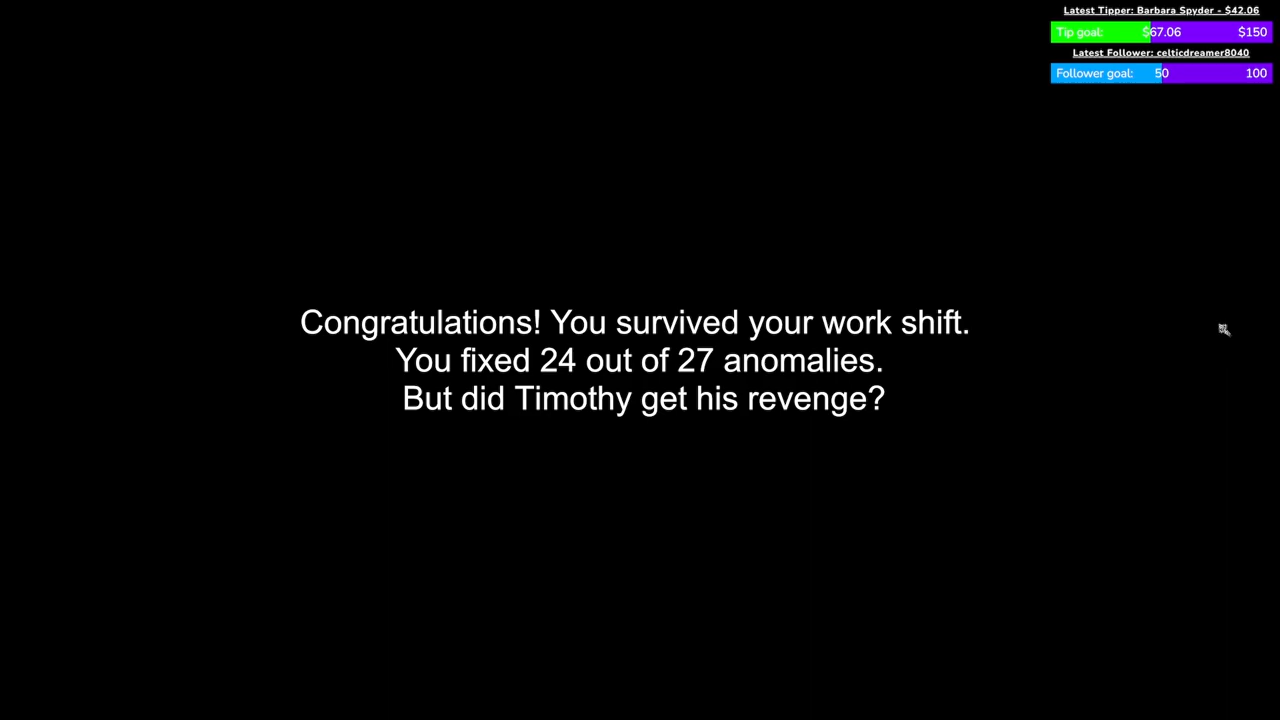 Latest Tipper: Barbara Spyder - $42.06
Tip goal: $67.06 $150
Latest Follower: celticdreamer8040
Follower goal: 50 100
Congratulations! You survived your work shift.
You fixed 24 out of 27 anomalies.
But did Timothy get his revenge?